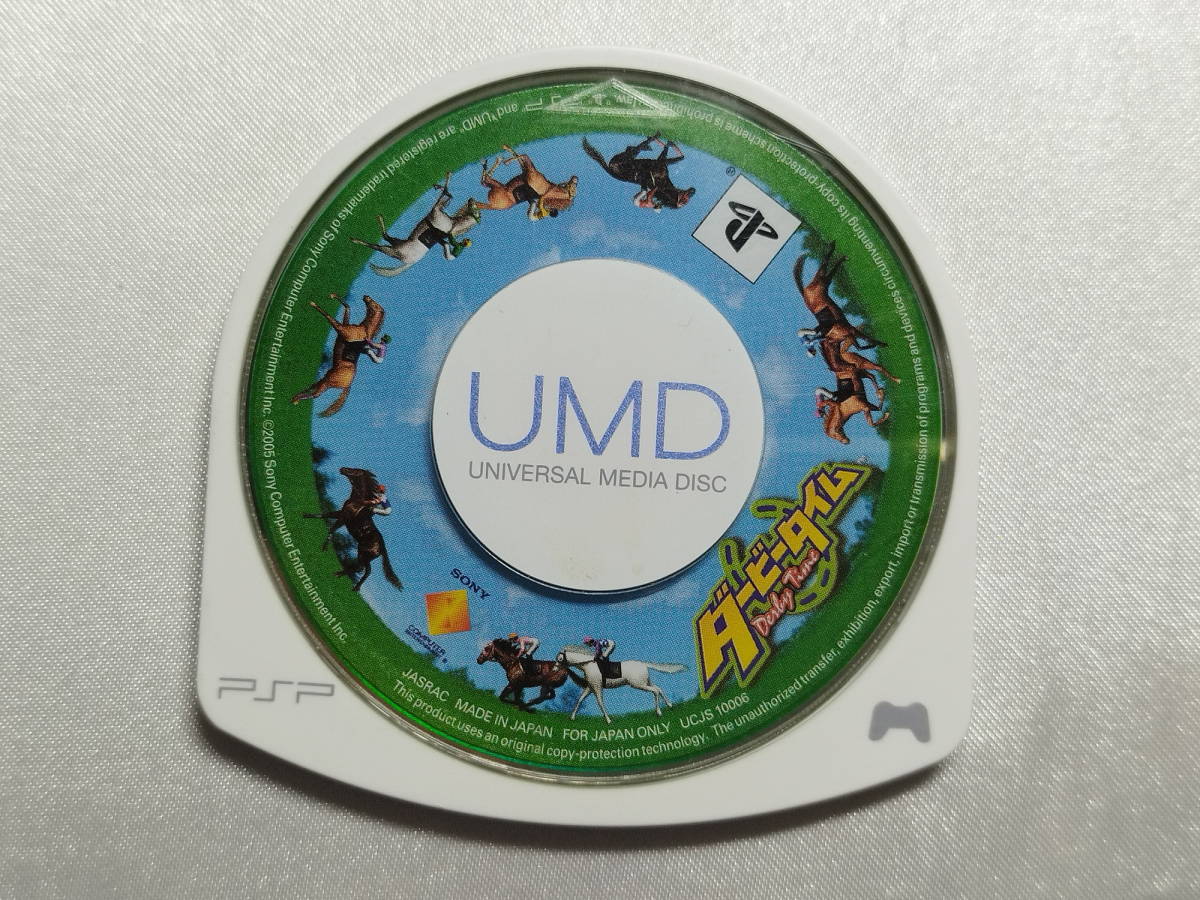 UMD
UNIVERSAL MEDIA DISC
ダービータイム
Derby Time
SONY
COMPUTER
PSP
JASRAC MADE IN JAPAN FOR JAPAN ONLY UCJS 10006
This product uses an original copy-protection technology. The unauthorized transfer, exhibition, export, import or transmission of programs and devices circumventing its copy-protection scheme is prohibited
and "UMD" are registered trademarks of Sony Computer Entertainment Inc. ©2005 Sony Computer Entertainment Inc.